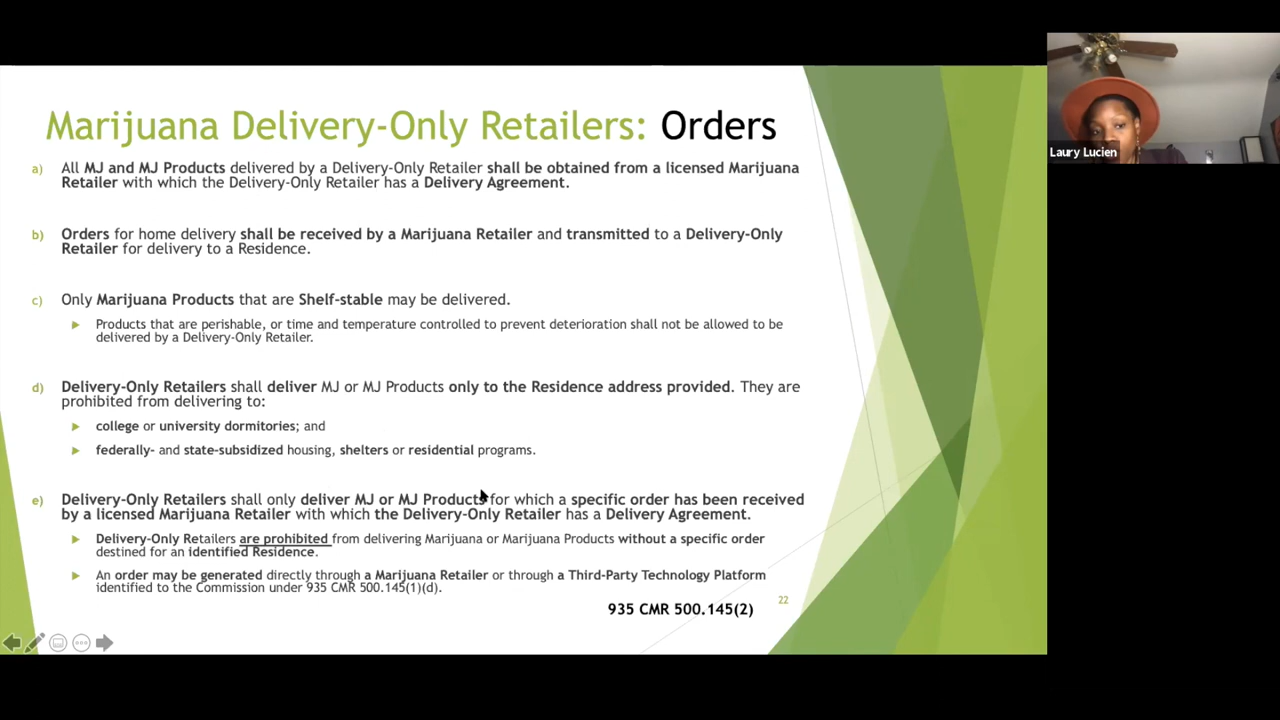 Marijuana Delivery-Only Retailers: Orders
a) All MJ and MJ Products delivered by a Delivery-Only Retailer shall be obtained from a licensed Marijuana
Retailer with which the Delivery-Only Retailer has a Delivery Agreement.
b) Orders for home delivery shall be received by a Marijuana Retailer and transmitted to a Delivery-Only
Retailer for delivery to a Residence.
c) Only Marijuana Products that are Shelf-stable may be delivered.
Products that are perishable, or time and temperature controlled to prevent deterioration shall not be allowed to be
delivered by a Delivery-Only Retailer.
d) Delivery-Only Retailers shall deliver MJ or MJ Products only to the Residence address provided. They are
prohibited from delivering to:
college or university dormitories; and
federally- and state-subsidized housing, shelters or residential programs.
e) Delivery-Only Retailers shall only deliver MJ or MJ Products for which a specific order has been received
by a licensed Marijuana Retailer with which the Delivery-Only Retailer has a Delivery Agreement.
Delivery-Only Retailers are prohibited from delivering Marijuana or Marijuana Products without a specific order
destined for an identified Residence.
An order may be generated directly through a Marijuana Retailer or through a Third-Party Technology Platform
identified to the Commission under 935 CMR 500.145(1)(d).
22
935 CMR 500.145(2)
Laury Lucien